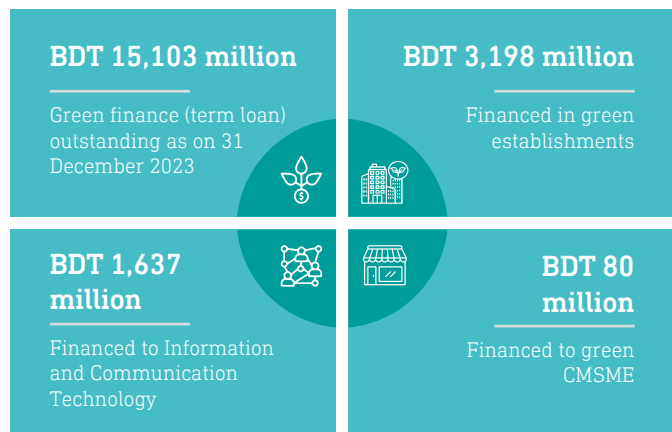 BDT 15,103 million
Green finance (term loan)
outstanding as on 31
December 2023
BDT 3,198 million
Financed in green
establishments
BDT 1,637
million
Financed to Information
and Communication
Technology
BDT 80
million
Financed to green
CMSME